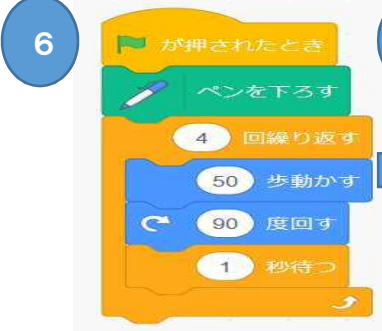 6
が押されたとき
ペンを下ろす
4 回繰り返す
50 歩動かす
90 度回す
1 秒待つ